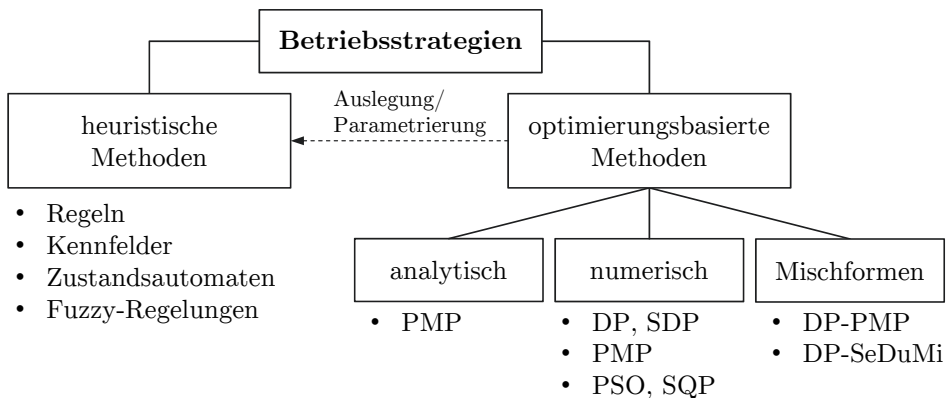 Betriebsstrategien
heuristische
Methoden
Auslegung/
Parametrierung
optimierungsbasierte
Methoden
• Regeln
• Kennfelder
• Zustandsautomaten
• Fuzzy-Regelungen
analytisch
• PMP
numerisch
• DP, SDP
• PMP
• PSO, SQP
Mischformen
• DP-PMP
• DP-SeDuMi